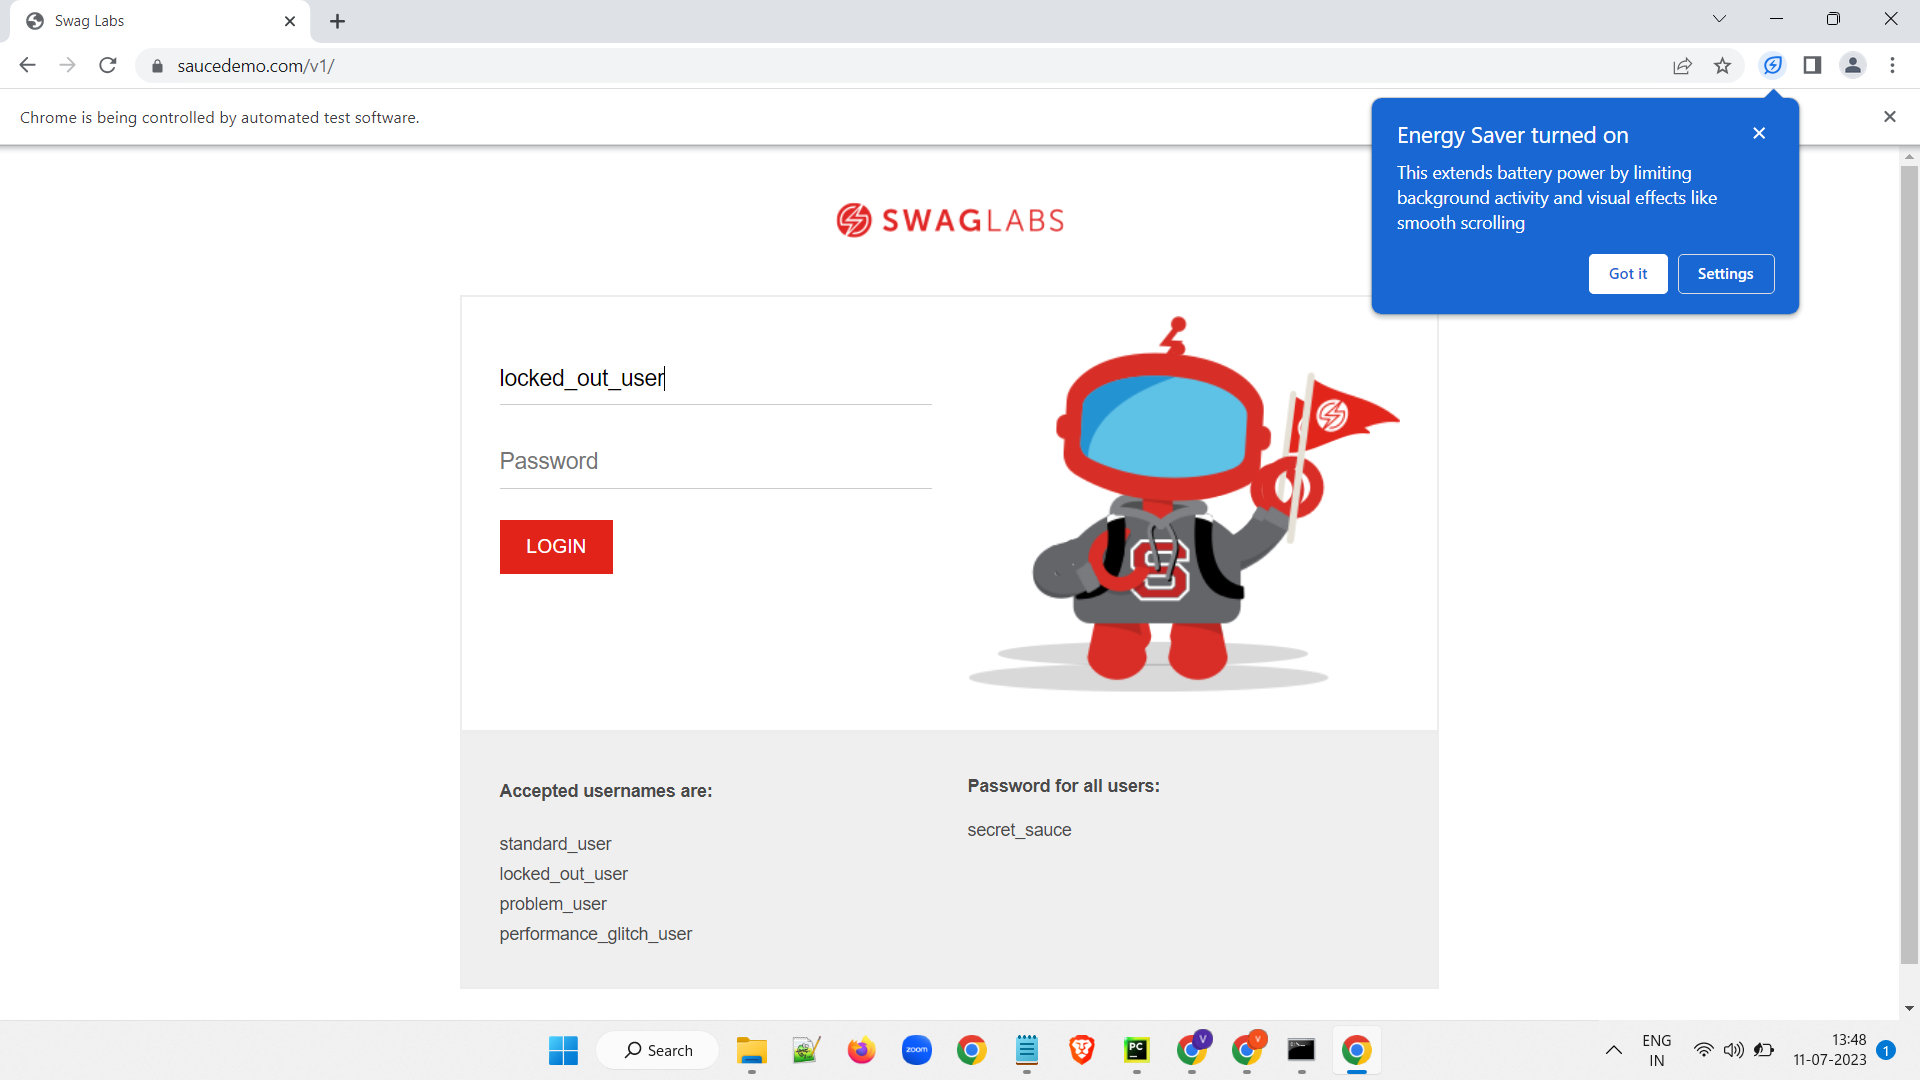 Swag Labs
saucedemo.com/v1/
Chrome is being controlled by automated test software.
Energy Saver turned on
This extends battery power by limiting
background activity and visual effects like
smooth scrolling
Got it
Settings
SWAGLABS
locked_out_user
Password
LOGIN
S
Accepted usernames are:
standard_user
locked_out_user
problem_user
performance_glitch_user
Password for all users:
secret_sauce
Search
zoom
PC
V
V
ENG
IN
13:48
11-07-2023
1